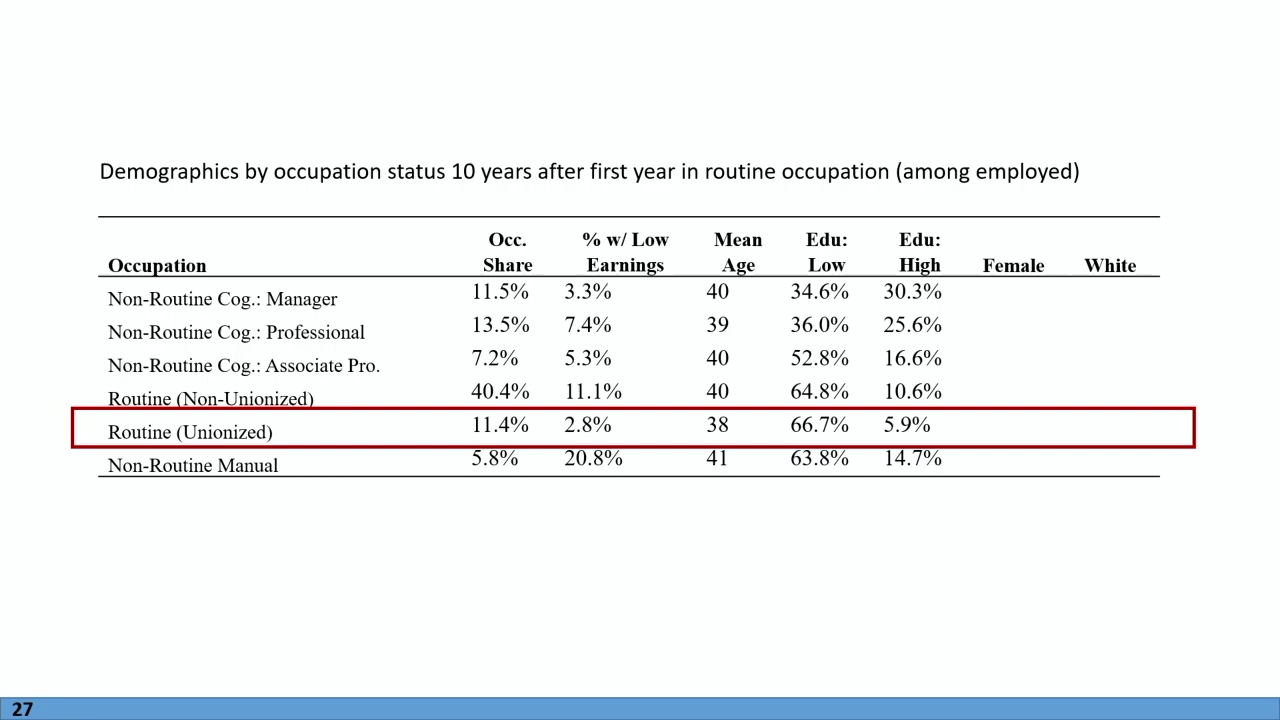 Demographics by occupation status 10 years after first year in routine occupation (among employed)
Occ. % w/ Low Mean Edu: Edu:
Occupation Share Earnings Age Low High Female White
Non-Routine Cog.: Manager 11.5% 3.3% 40 34.6% 30.3%
Non-Routine Cog.: Professional 13.5% 7.4% 39 36.0% 25.6%
Non-Routine Cog.: Associate Pro. 7.2% 5.3% 40 52.8% 16.6%
Routine (Non-Unionized) 40.4% 11.1% 40 64.8% 10.6%
Routine (Unionized) 11.4% 2.8% 38 66.7% 5.9%
Non-Routine Manual 5.8% 20.8% 41 63.8% 14.7%
27